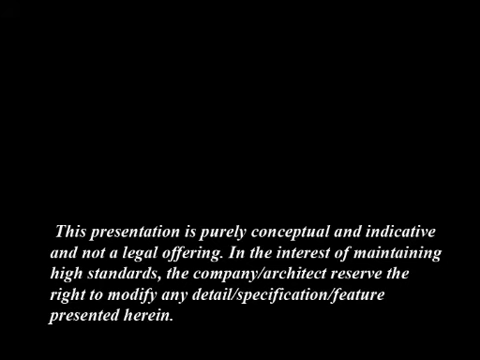 This presentation is purely conceptual and indicative
and not a legal offering. In the interest of maintaining
high standards, the company/architect reserve the
right to modify any detail/specification/feature
presented herein.